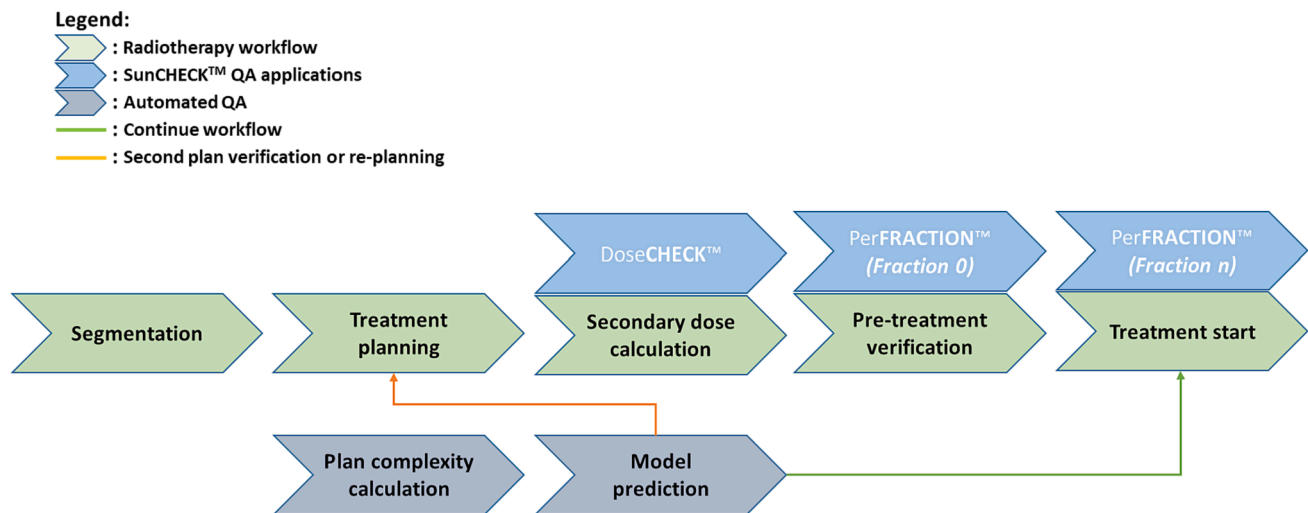 Legend:
: Radiotherapy workflow
: SunCHECK™ QA applications
: Automated QA
: Continue workflow
: Second plan verification or re-planning
DoseCHECK™
PerFRACTION™
(Fraction 0)
PerFRACTION™
(Fraction n)
Segmentation
Treatment
planning
Secondary dose
calculation
Pre-treatment
verification
Treatment start
Plan complexity
calculation
Model
prediction